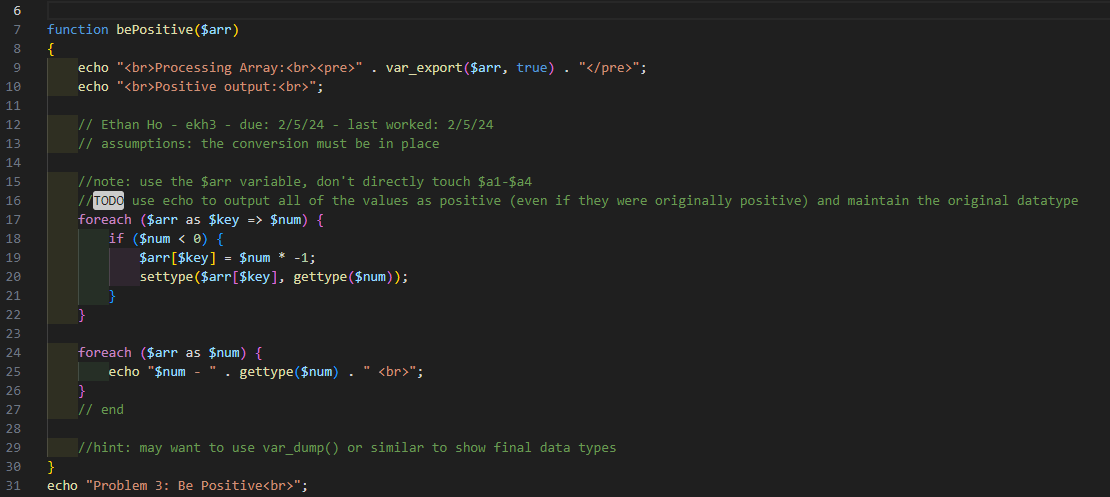 6
7 function bePositive($arr)
8 {
9 echo "<br>Processing Array:<br><pre>" . var_export($arr, true) . "</pre>";
10 echo "<br>Positive output:<br>";
11
12 // Ethan Ho - ekh3 - due: 2/5/24 - last worked: 2/5/24
13 // assumptions: the conversion must be in place
14
15 //note: use the $arr variable, don't directly touch $a1-$a4
16 //TODO use echo to output all of the values as positive (even if they were originally positive) and maintain the original datatype
17 foreach ($arr as $key => $num) {
18 if ($num < 0) {
19 $arr[$key] = $num * -1;
20 settype($arr[$key], gettype($num));
21 }
22 }
23
24 foreach ($arr as $num) {
25 echo "$num - " . gettype($num) . " <br>";
26 }
27 // end
28
29 //hint: may want to use var_dump() or similar to show final data types
30 }
31 echo "Problem 3: Be Positive<br>";